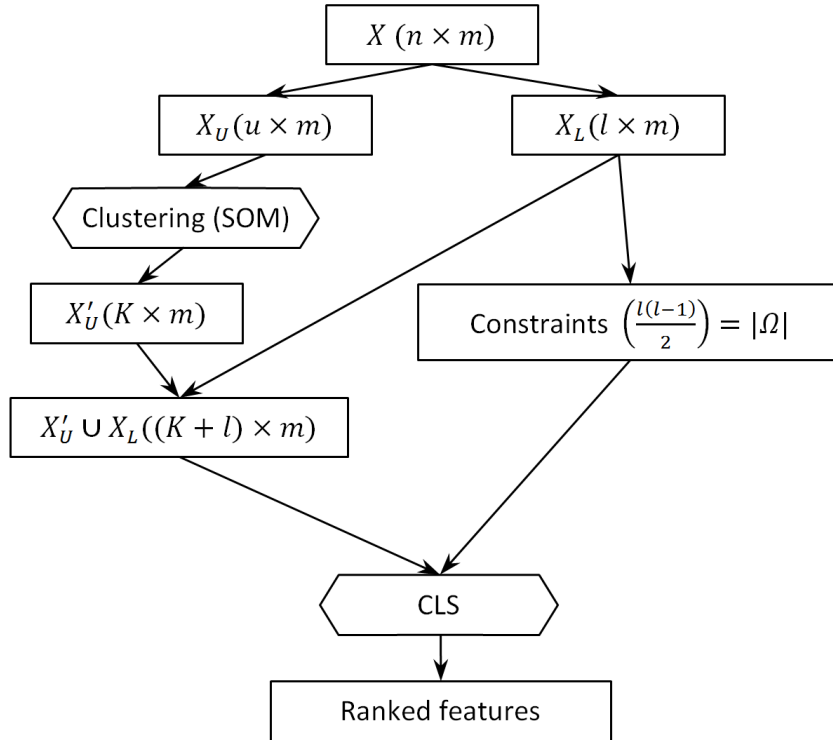 X (n × m)
X_U(u × m)
X_L(l × m)
Clustering (SOM)
X′_U(K × m)
Constraints (l(l−1)/2) = |Ω|
X′_U ∪ X_L((K + l) × m)
CLS
Ranked features